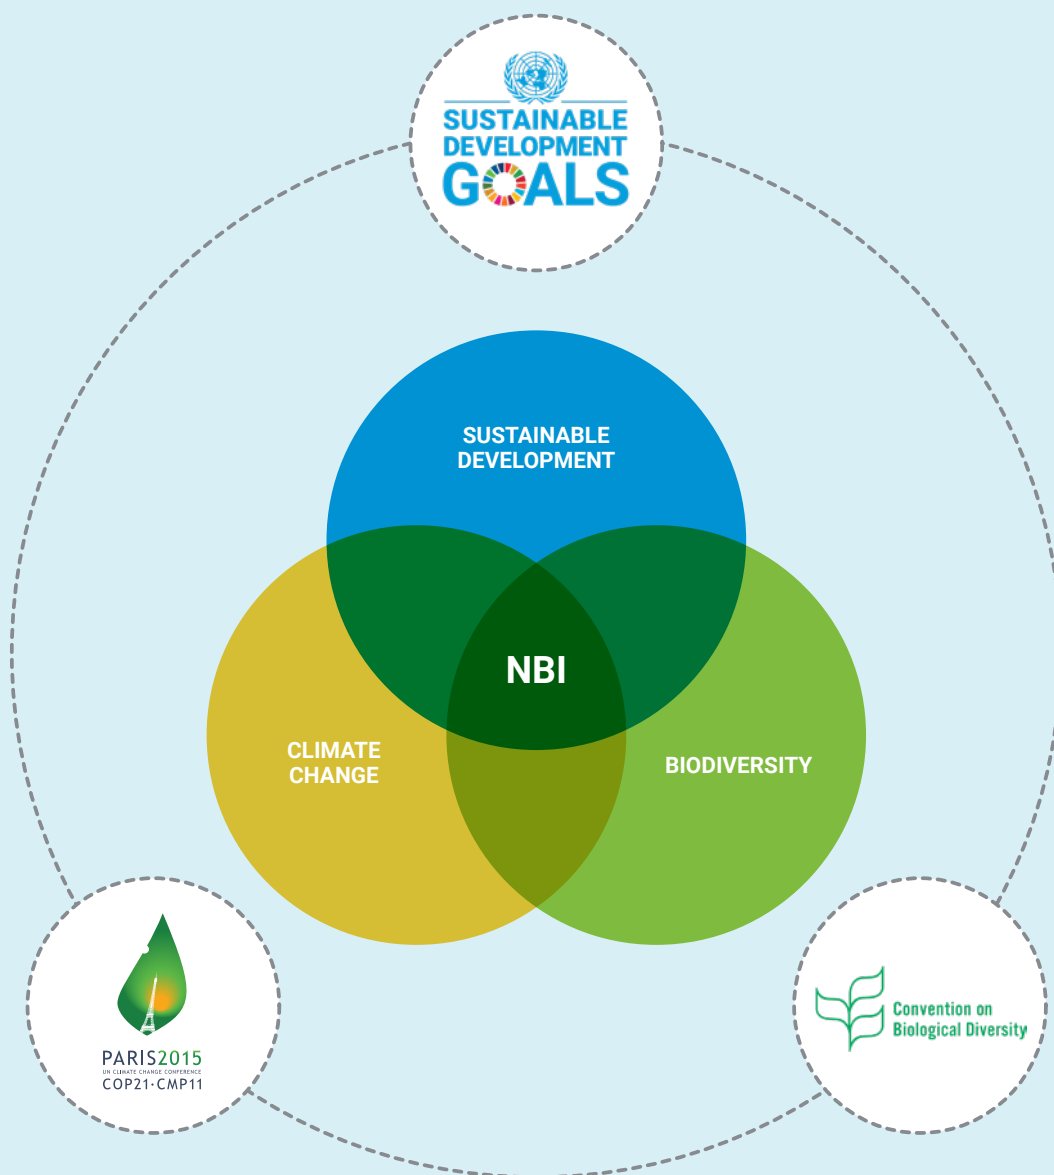 SUSTAINABLE
DEVELOPMENT
GOALS
SUSTAINABLE
DEVELOPMENT
NBI
CLIMATE
CHANGE
BIODIVERSITY
PARIS2015
UN CLIMATE CHANGE CONFERENCE
COP21·CMP11
Convention on
Biological Diversity